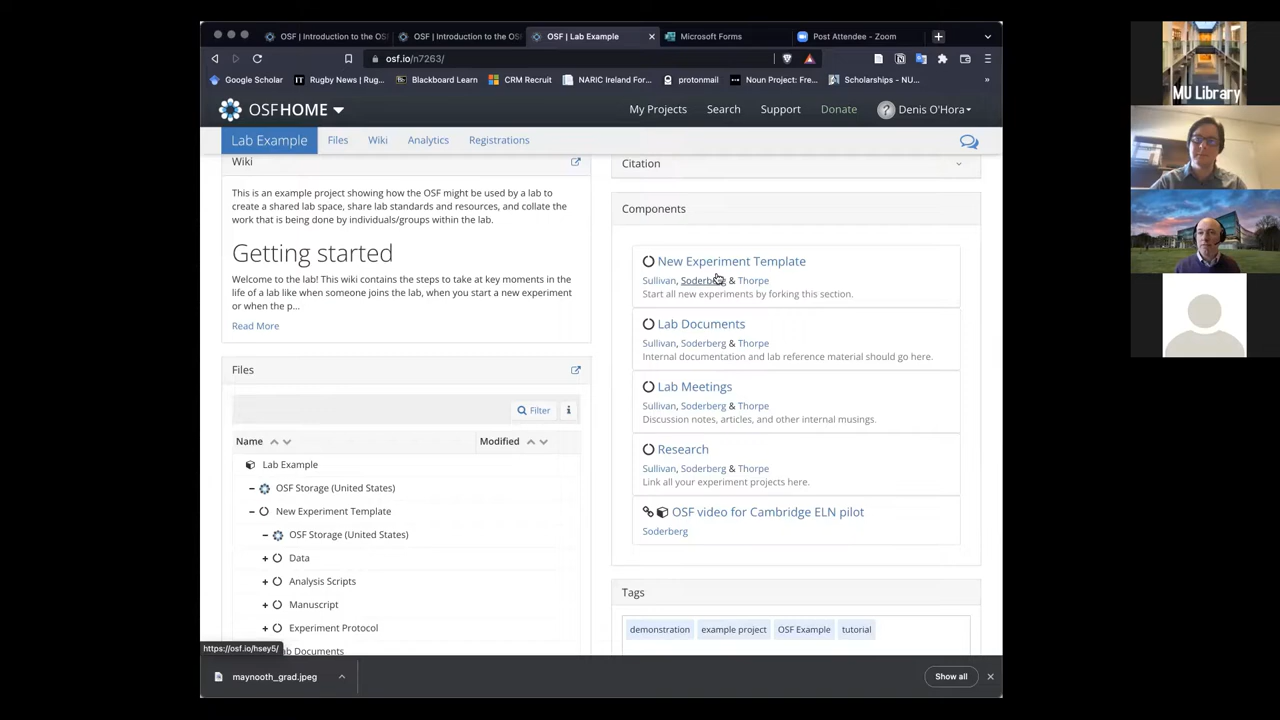 OSF | Introduction to the OSF
OSF | Introduction to the OSF
OSF | Lab Example
Microsoft Forms
Post Attendee - Zoom
osf.io/n7263/
Google Scholar
Rugby News | Rug...
Blackboard Learn
CRM Recruit
NARIC Ireland For...
protonmail
Noun Project: Fre...
Scholarships - NU...
OSFHOME
My Projects
Search
Support
Donate
Denis O'Hora
Lab Example
Files
Wiki
Analytics
Registrations
Wiki
This is an example project showing how the OSF might be used by a lab to
create a shared lab space, share lab standards and resources, and collate the
work that is being done by individuals/groups within the lab.
Getting started
Welcome to the lab! This wiki contains the steps to take at key moments in the
life of a lab like when someone joins the lab, when you start a new experiment
or when the p...
Read More
Files
Filter
Name
Modified
Lab Example
OSF Storage (United States)
New Experiment Template
OSF Storage (United States)
Data
Analysis Scripts
Manuscript
Experiment Protocol
Lab Documents
Citation
Components
New Experiment Template
Sullivan, Soderberg & Thorpe
Start all new experiments by forking this section.
Lab Documents
Sullivan, Soderberg & Thorpe
Internal documentation and lab reference material should go here.
Lab Meetings
Sullivan, Soderberg & Thorpe
Discussion notes, articles, and other internal musings.
Research
Sullivan, Soderberg & Thorpe
Link all your experiment projects here.
OSF video for Cambridge ELN pilot
Soderberg
Tags
demonstration
example project
OSF Example
tutorial
https://osf.io/hsey5/
maynooth_grad.jpeg
Show all
MU Library